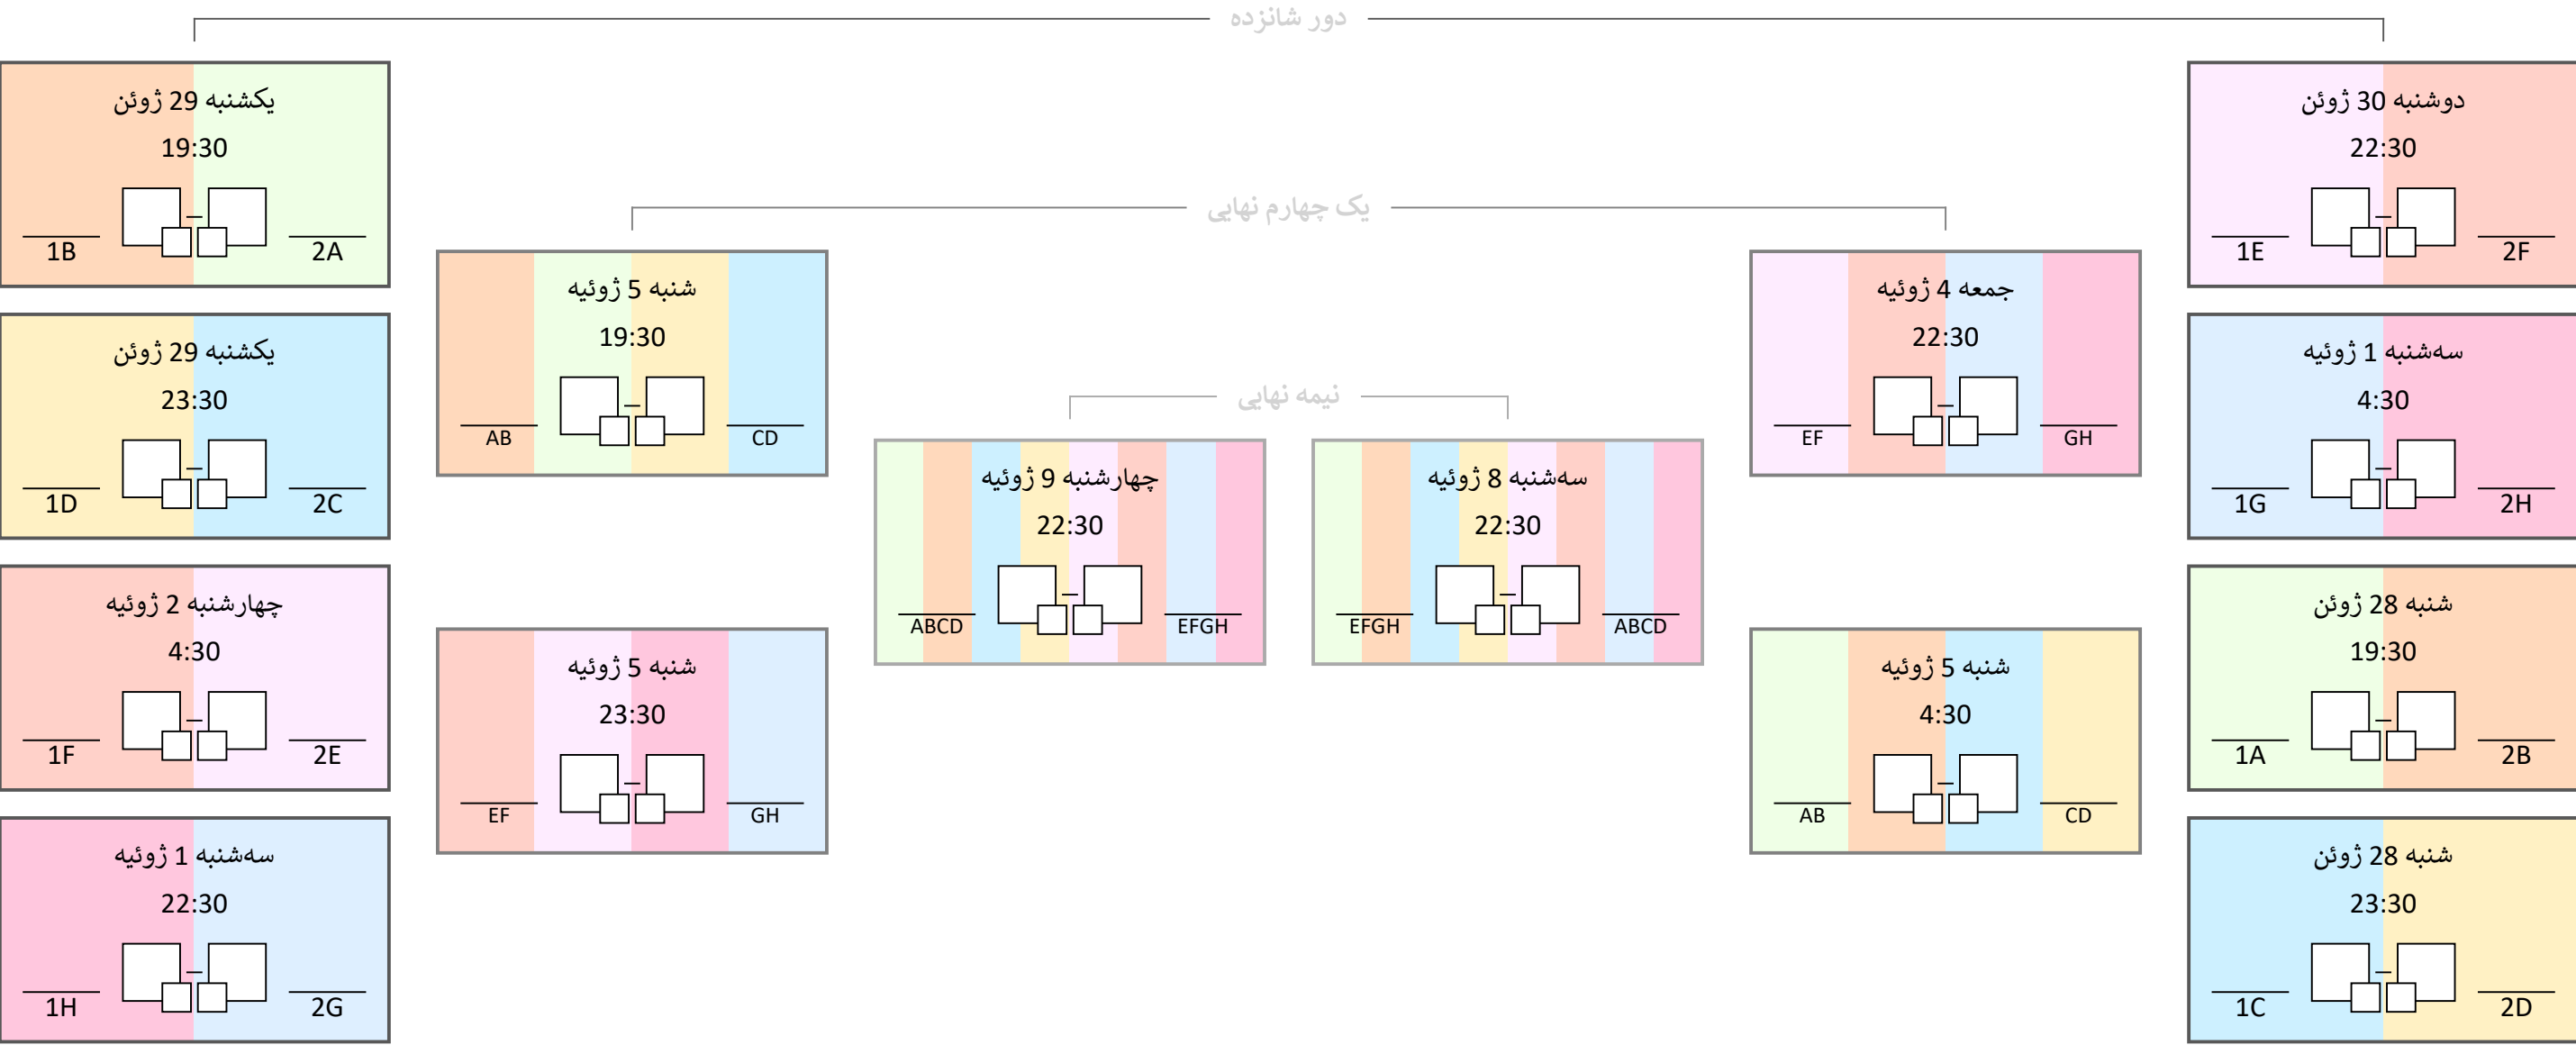 دور شانزده
یکشنبه 29 ژوئن
19:30
1B – 2A
یکشنبه 29 ژوئن
23:30
1D – 2C
چهارشنبه 2 ژوئیه
4:30
1F – 2E
سه‌شنبه 1 ژوئیه
22:30
1H – 2G
یک چهارم نهایی
شنبه 5 ژوئیه
19:30
AB – CD
شنبه 5 ژوئیه
23:30
EF – GH
نیمه نهایی
چهارشنبه 9 ژوئیه
22:30
ABCD – EFGH
سه‌شنبه 8 ژوئیه
22:30
EFGH – ABCD
جمعه 4 ژوئیه
22:30
EF – GH
شنبه 5 ژوئیه
4:30
AB – CD
دوشنبه 30 ژوئن
22:30
1E – 2F
سه‌شنبه 1 ژوئیه
4:30
1G – 2H
شنبه 28 ژوئن
19:30
1A – 2B
شنبه 28 ژوئن
23:30
1C – 2D